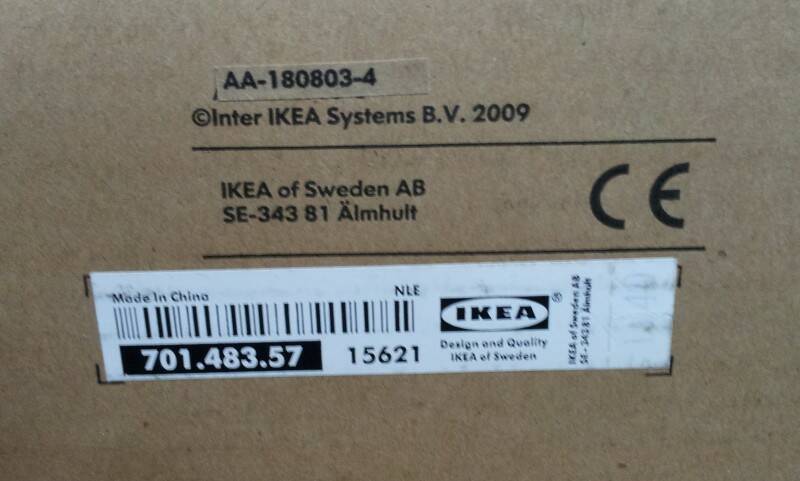 AA-180803-4
©Inter IKEA Systems B.V. 2009
IKEA of Sweden AB
SE-343 81 Älmhult
CE
Made in China
NLE
701.483.57
15621
IKEA®
Design and Quality
IKEA of Sweden
IKEA of Sweden AB
SE - 343 81 Älmhult